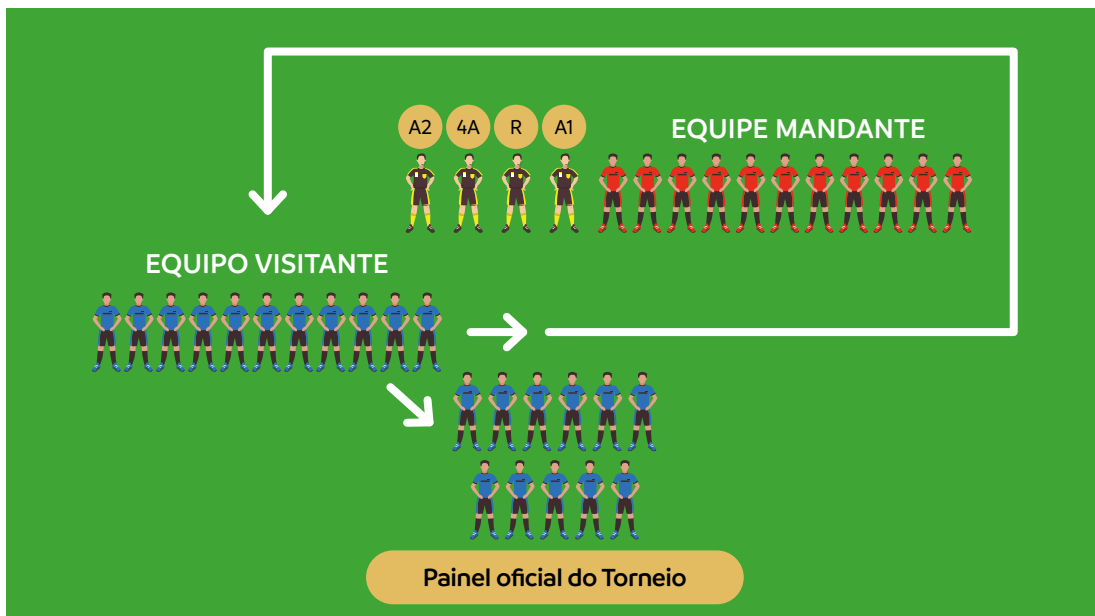 A2 4A R A1
EQUIPE MANDANTE
EQUIPO VISITANTE
Painel oficial do Torneio